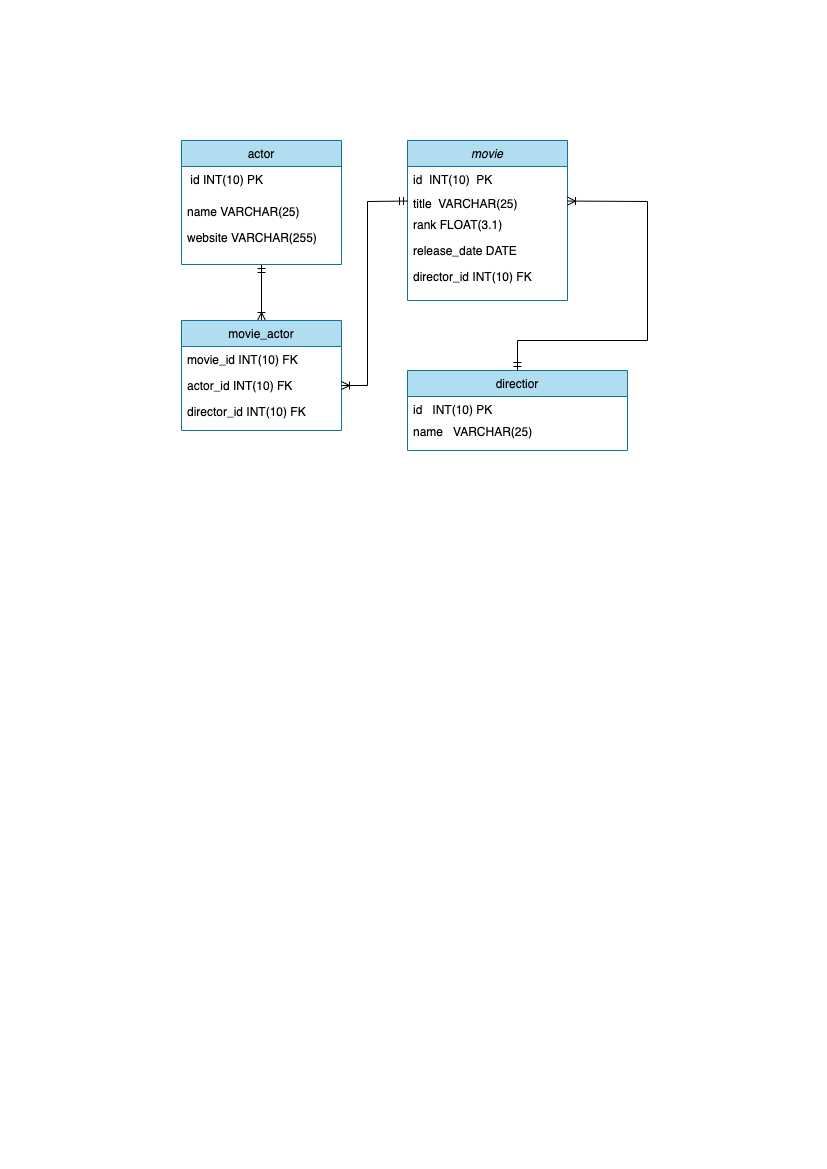 actor
id INT(10) PK
name VARCHAR(25)
website VARCHAR(255)
movie
id INT(10) PK
title VARCHAR(25)
rank FLOAT(3.1)
release_date DATE
director_id INT(10) FK
movie_actor
movie_id INT(10) FK
actor_id INT(10) FK
director_id INT(10) FK
directior
id INT(10) PK
name VARCHAR(25)